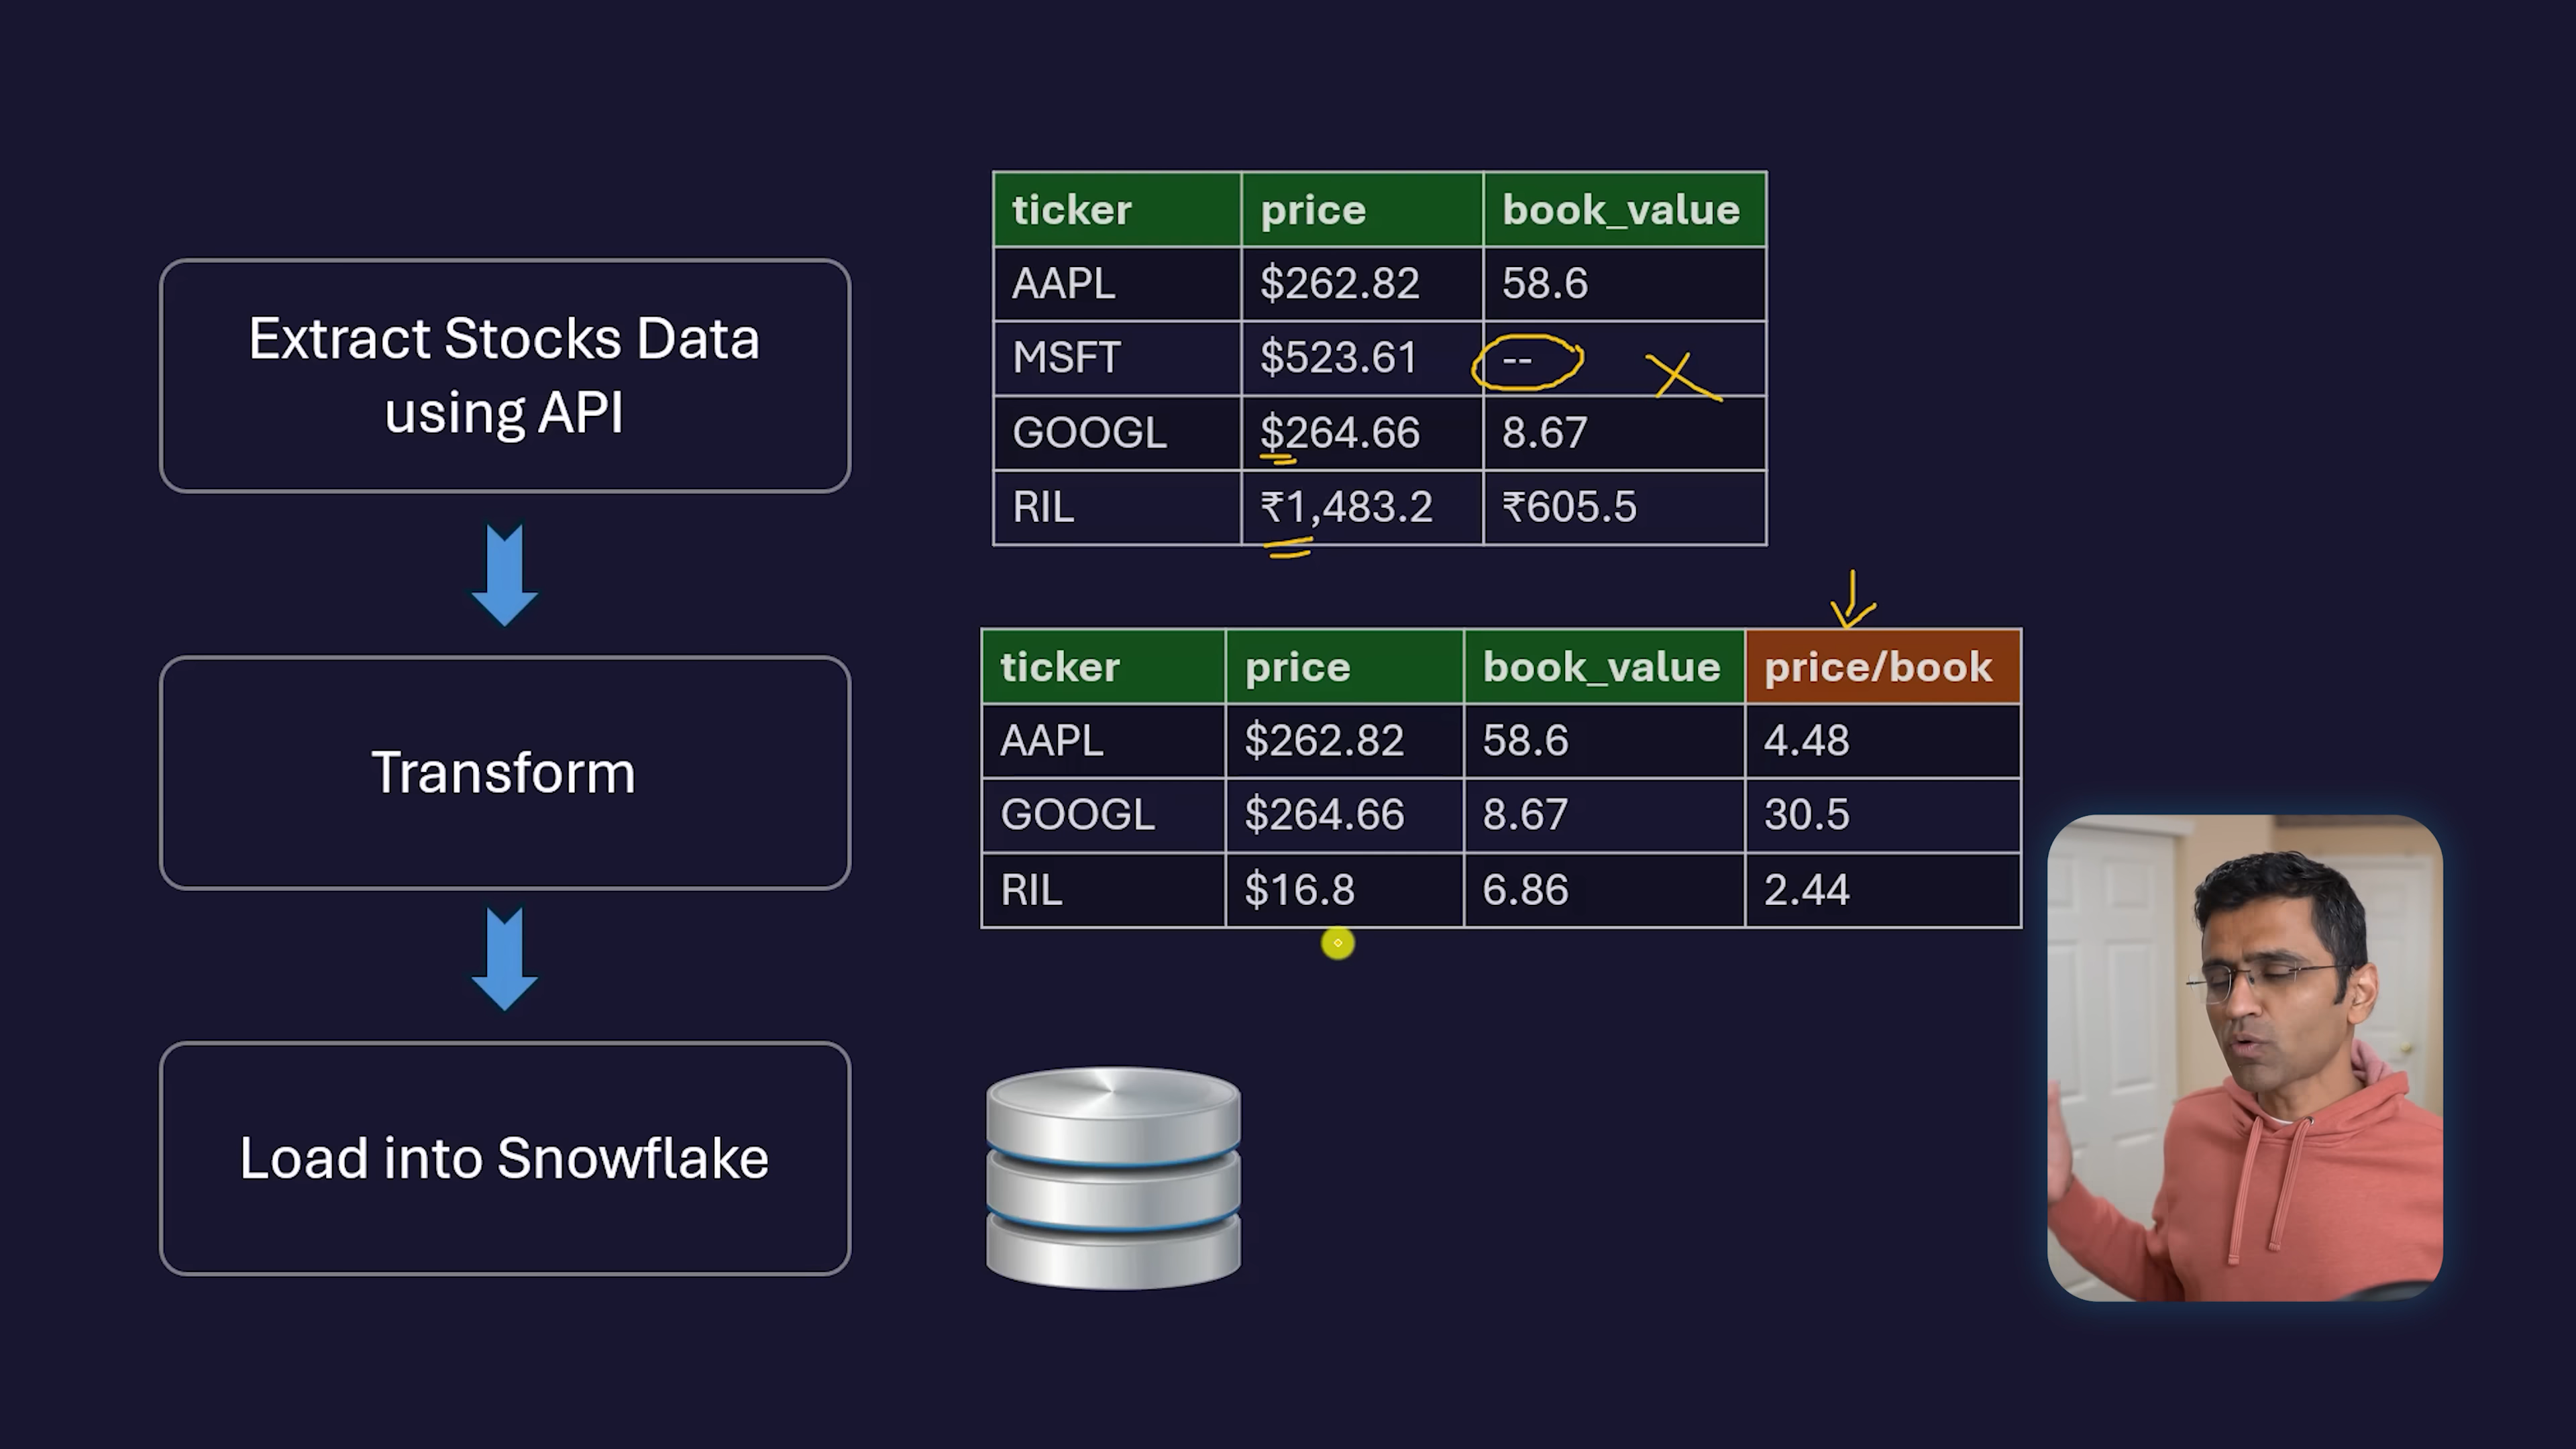 Extract Stocks Data
using API
Transform
Load into Snowflake
ticker price book_value
AAPL $262.82 58.6
MSFT $523.61 --
GOOGL $264.66 8.67
RIL ₹1,483.2 ₹605.5
ticker price book_value price/book
AAPL $262.82 58.6 4.48
GOOGL $264.66 8.67 30.5
RIL $16.8 6.86 2.44